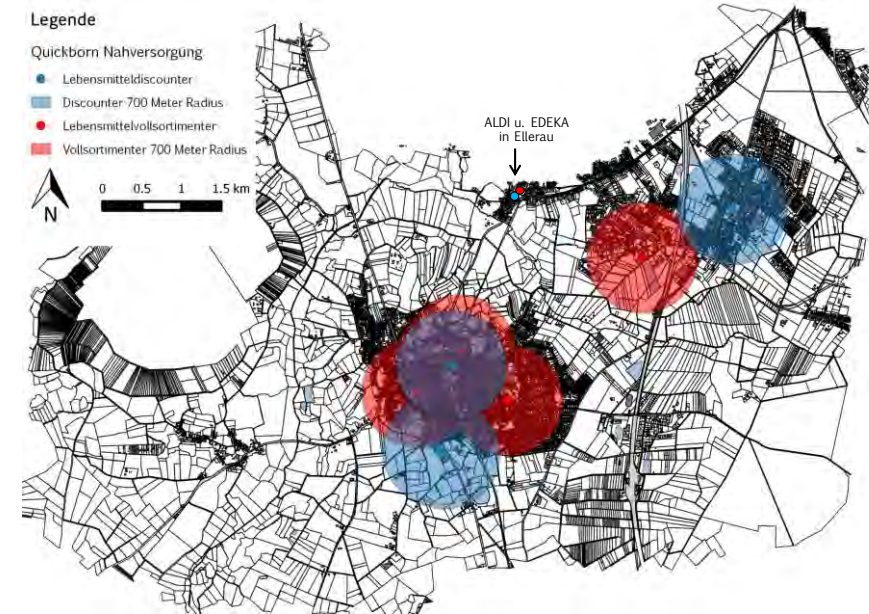 Legende
Quickborn Nahversorgung
Lebensmitteldiscounter
Discounter 700 Meter Radius
Lebensmittelvollsortimenter
Vollsortimenter 700 Meter Radius
N
0 0.5 1 1.5 km
ALDI u. EDEKA
in Ellerau